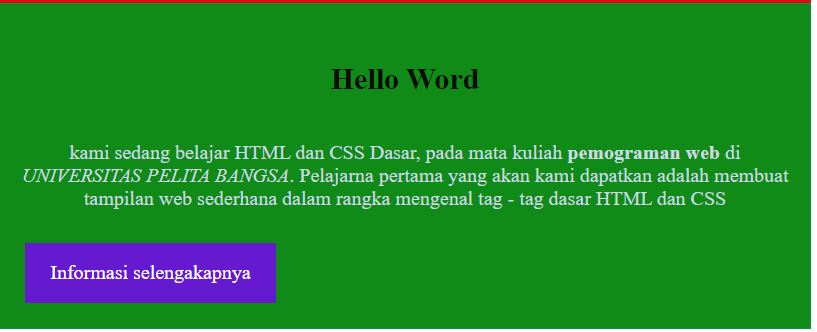 Hello Word
kami sedang belajar HTML dan CSS Dasar, pada mata kuliah pemograman web di
UNIVERSITAS PELITA BANGSA. Pelajarna pertama yang akan kami dapatkan adalah membuat
tampilan web sederhana dalam rangka mengenal tag - tag dasar HTML dan CSS
Informasi selengakapnya